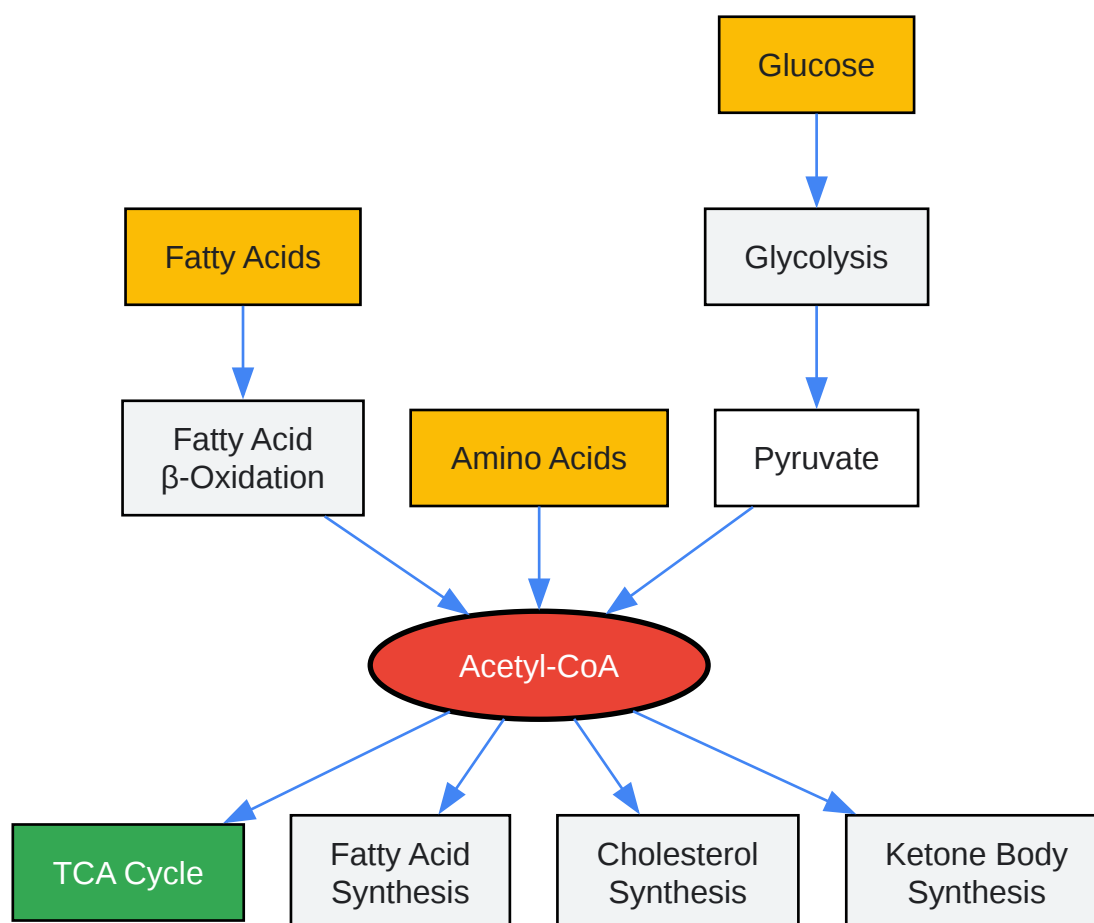 Glucose
Fatty Acids
Glycolysis
Fatty Acid
β-Oxidation
Amino Acids
Pyruvate
Acetyl-CoA
TCA Cycle
Fatty Acid
Synthesis
Cholesterol
Synthesis
Ketone Body
Synthesis